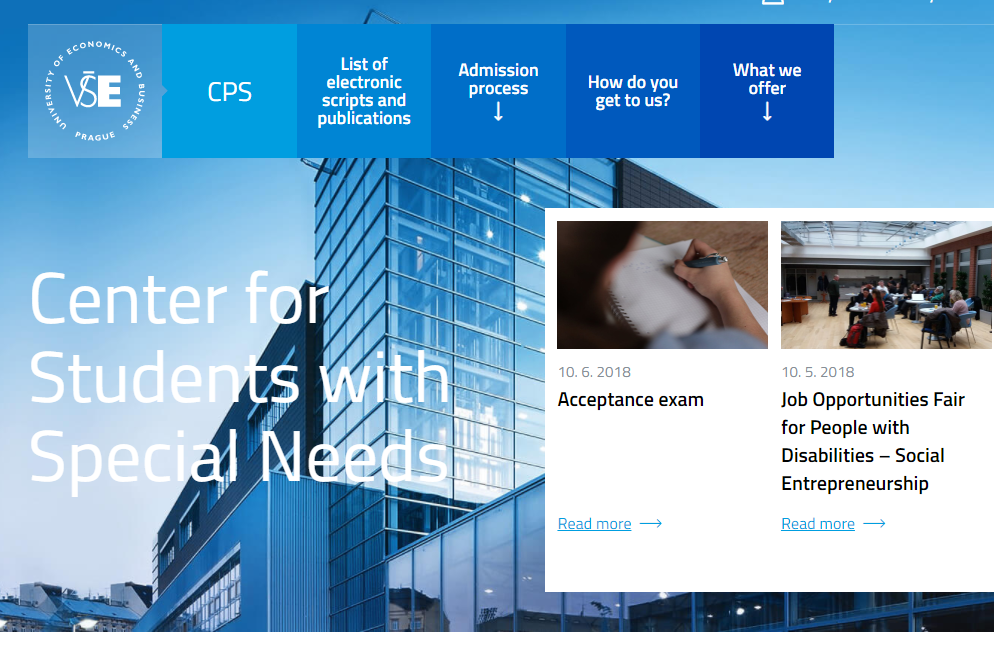 UNIVERSITY OF ECONOMICS AND BUSINESS
VŠE
PRAGUE
CPS
List of
electronic
scripts and
publications
Admission
process
↓
How do you
get to us?
What we
offer
↓
Center for
Students with
Special Needs
10. 6. 2018
Acceptance exam
Read more
10. 5. 2018
Job Opportunities Fair
for People with
Disabilities – Social
Entrepreneurship
Read more